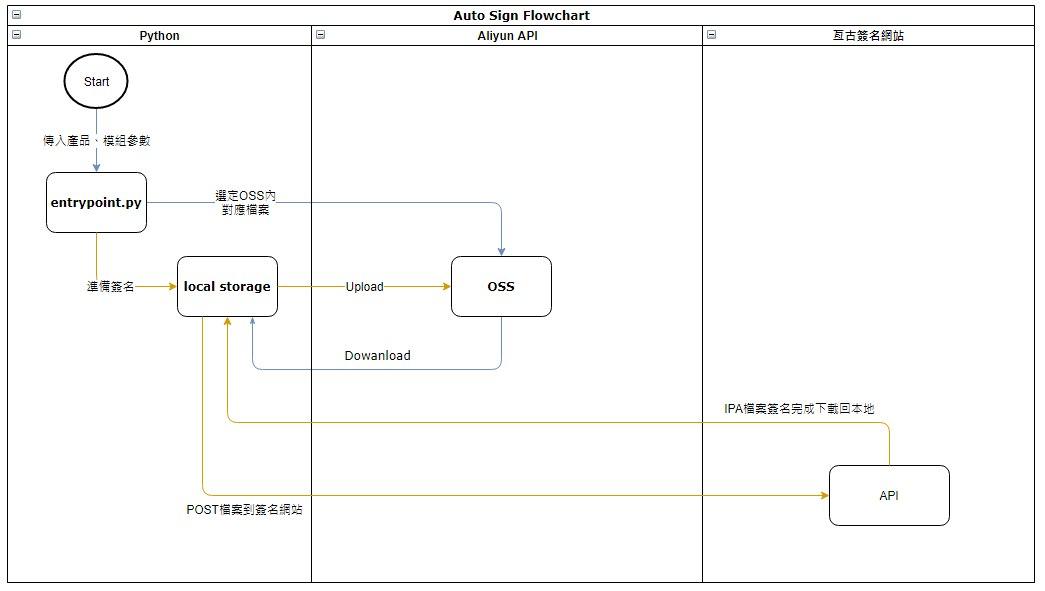 Auto Sign Flowchart
Python
Aliyun API
亘古簽名網站
Start
傳入產品、模組參數
entrypoint.py
選定OSS內
對應檔案
準備簽名
local storage
Upload
OSS
Dowanload
IPA檔案簽名完成下載回本地
API
POST檔案到簽名網站